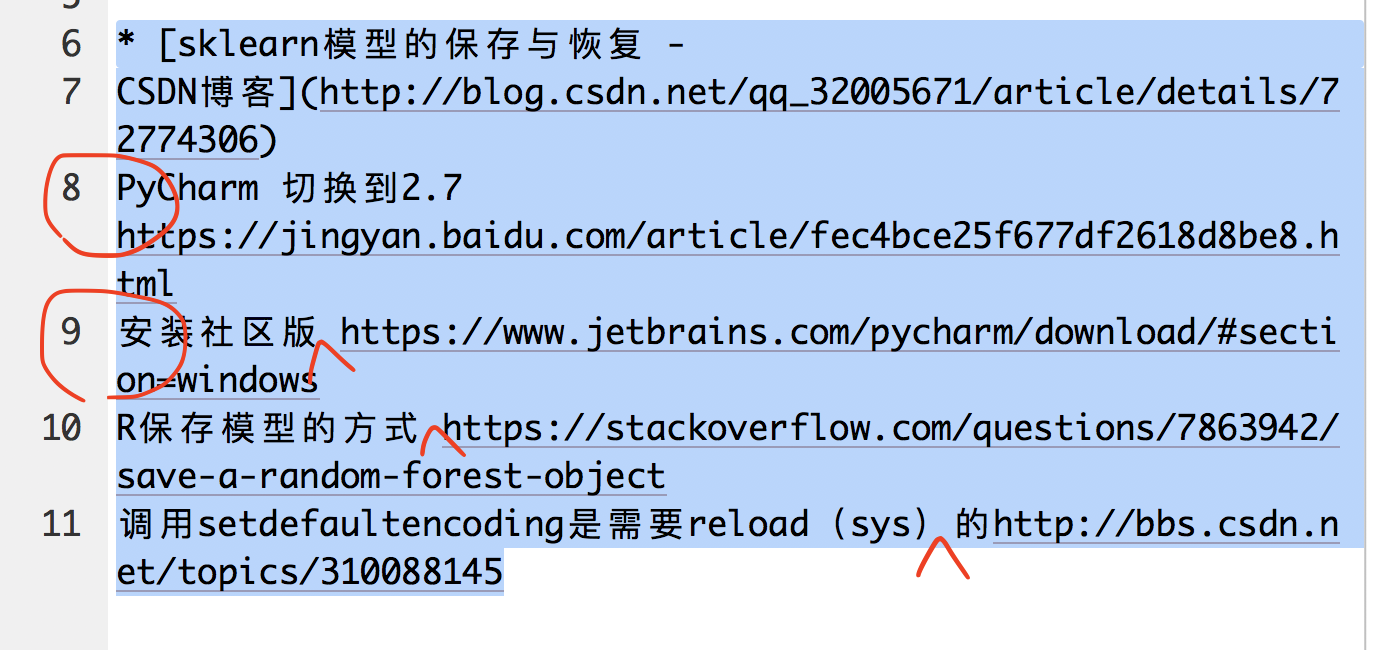 6 * [sklearn模型的保存与恢复 -
7 CSDN博客](http://blog.csdn.net/qq_32005671/article/details/7
2774306)
8 PyCharm 切换到2.7
https://jingyan.baidu.com/article/fec4bce25f677df2618d8be8.h
tml
9 安装社区版 https://www.jetbrains.com/pycharm/download/#secti
on=windows
10 R保存模型的方式 https://stackoverflow.com/questions/7863942/
save-a-random-forest-object
11 调用setdefaultencoding是需要reload（sys）的http://bbs.csdn.n
et/topics/310088145